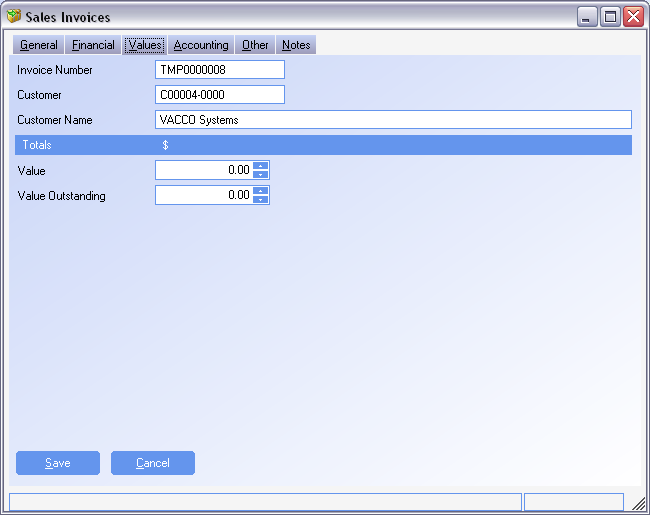 Sales Invoices
General Financial Values Accounting Other Notes
Invoice Number TMP0000008
Customer C00004-0000
Customer Name VACCO Systems
Totals $
Value 0.00
Value Outstanding 0.00
Save Cancel